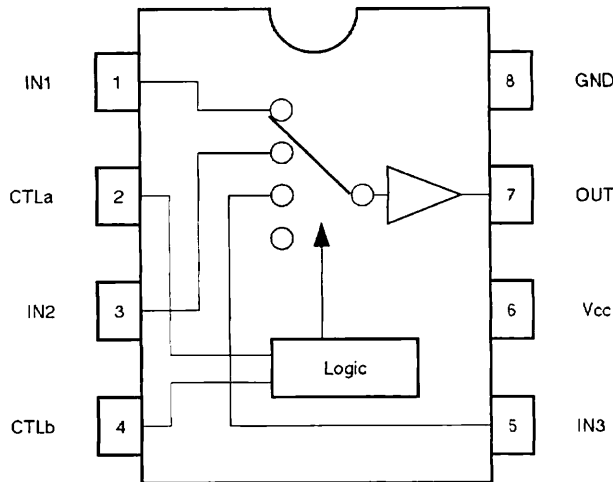 IN1 1 8 GND
CTLa 2 7 OUT
IN2 3 6 Vcc
Logic
CTLb 4 5 IN3